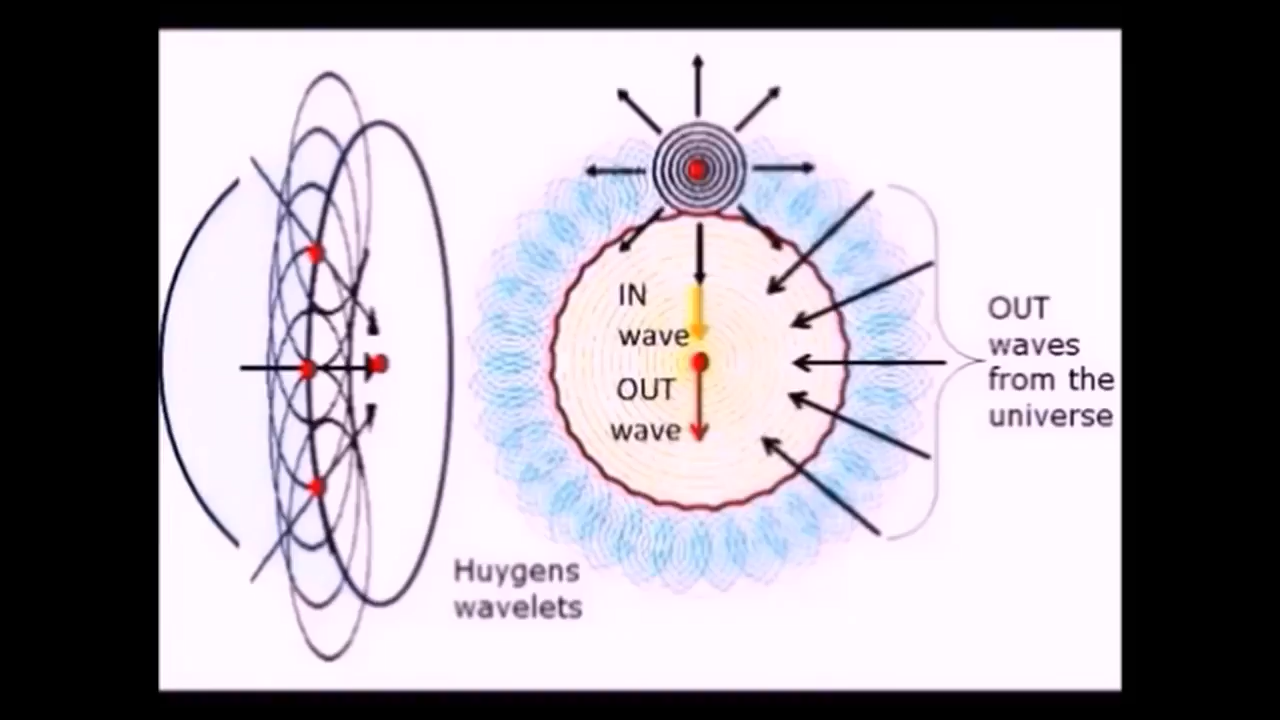 IN
wave
OUT
wave
OUT
waves
from the
universe
Huygens
wavelets